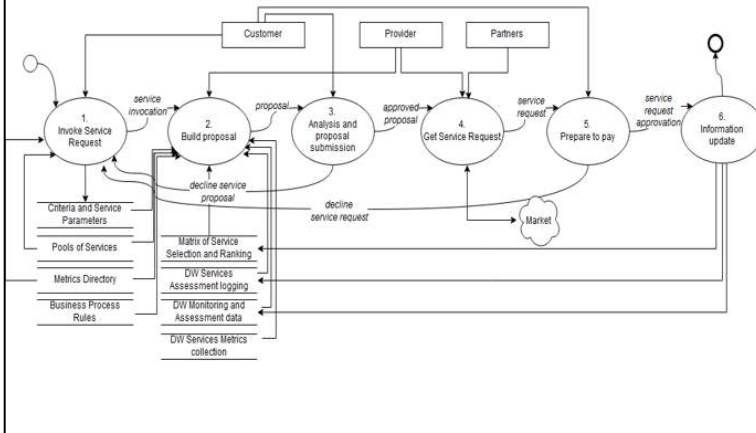 Customer
Provider
Partners
1.
Invoke Service
Request
service
invocation
2.
Build proposal
proposal
3.
Analysis and
proposal
submission
approved
proposal
4.
Get Service Request
service
request
5.
Prepare to pay
service
request
approvation
6.
Information
update
decline service
proposal
decline
service request
Market
Criteria and Service
Parameters
Pools of Services
Metrics Directory
Business Process
Rules
Matrix of Service
Selection and Ranking
DW Services
Assessment logging
DW Monitoring and
Assessment data
DW Services Metrics
collection